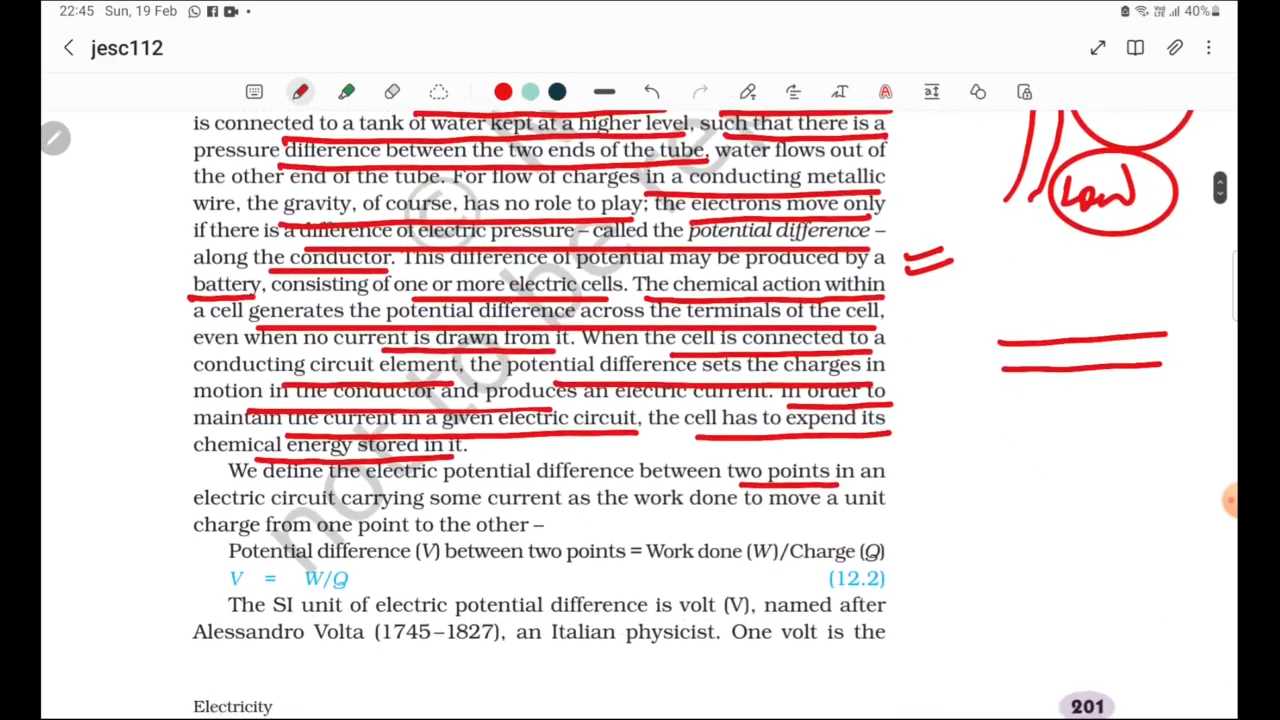 22:45 Sun, 19 Feb
40%
jesc112
is connected to a tank of water kept at a higher level, such that there is a
pressure difference between the two ends of the tube, water flows out of
the other end of the tube. For flow of charges in a conducting metallic
wire, the gravity, of course, has no role to play; the electrons move only
if there is a difference of electric pressure – called the potential difference –
along the conductor. This difference of potential may be produced by a
battery, consisting of one or more electric cells. The chemical action within
a cell generates the potential difference across the terminals of the cell,
even when no current is drawn from it. When the cell is connected to a
conducting circuit element, the potential difference sets the charges in
motion in the conductor and produces an electric current. In order to
maintain the current in a given electric circuit, the cell has to expend its
chemical energy stored in it.
We define the electric potential difference between two points in an
electric circuit carrying some current as the work done to move a unit
charge from one point to the other –
Potential difference (V) between two points = Work done (W)/Charge (Q)
V = W/Q (12.2)
The SI unit of electric potential difference is volt (V), named after
Alessandro Volta (1745–1827), an Italian physicist. One volt is the
Electricity
201
not to be re
©